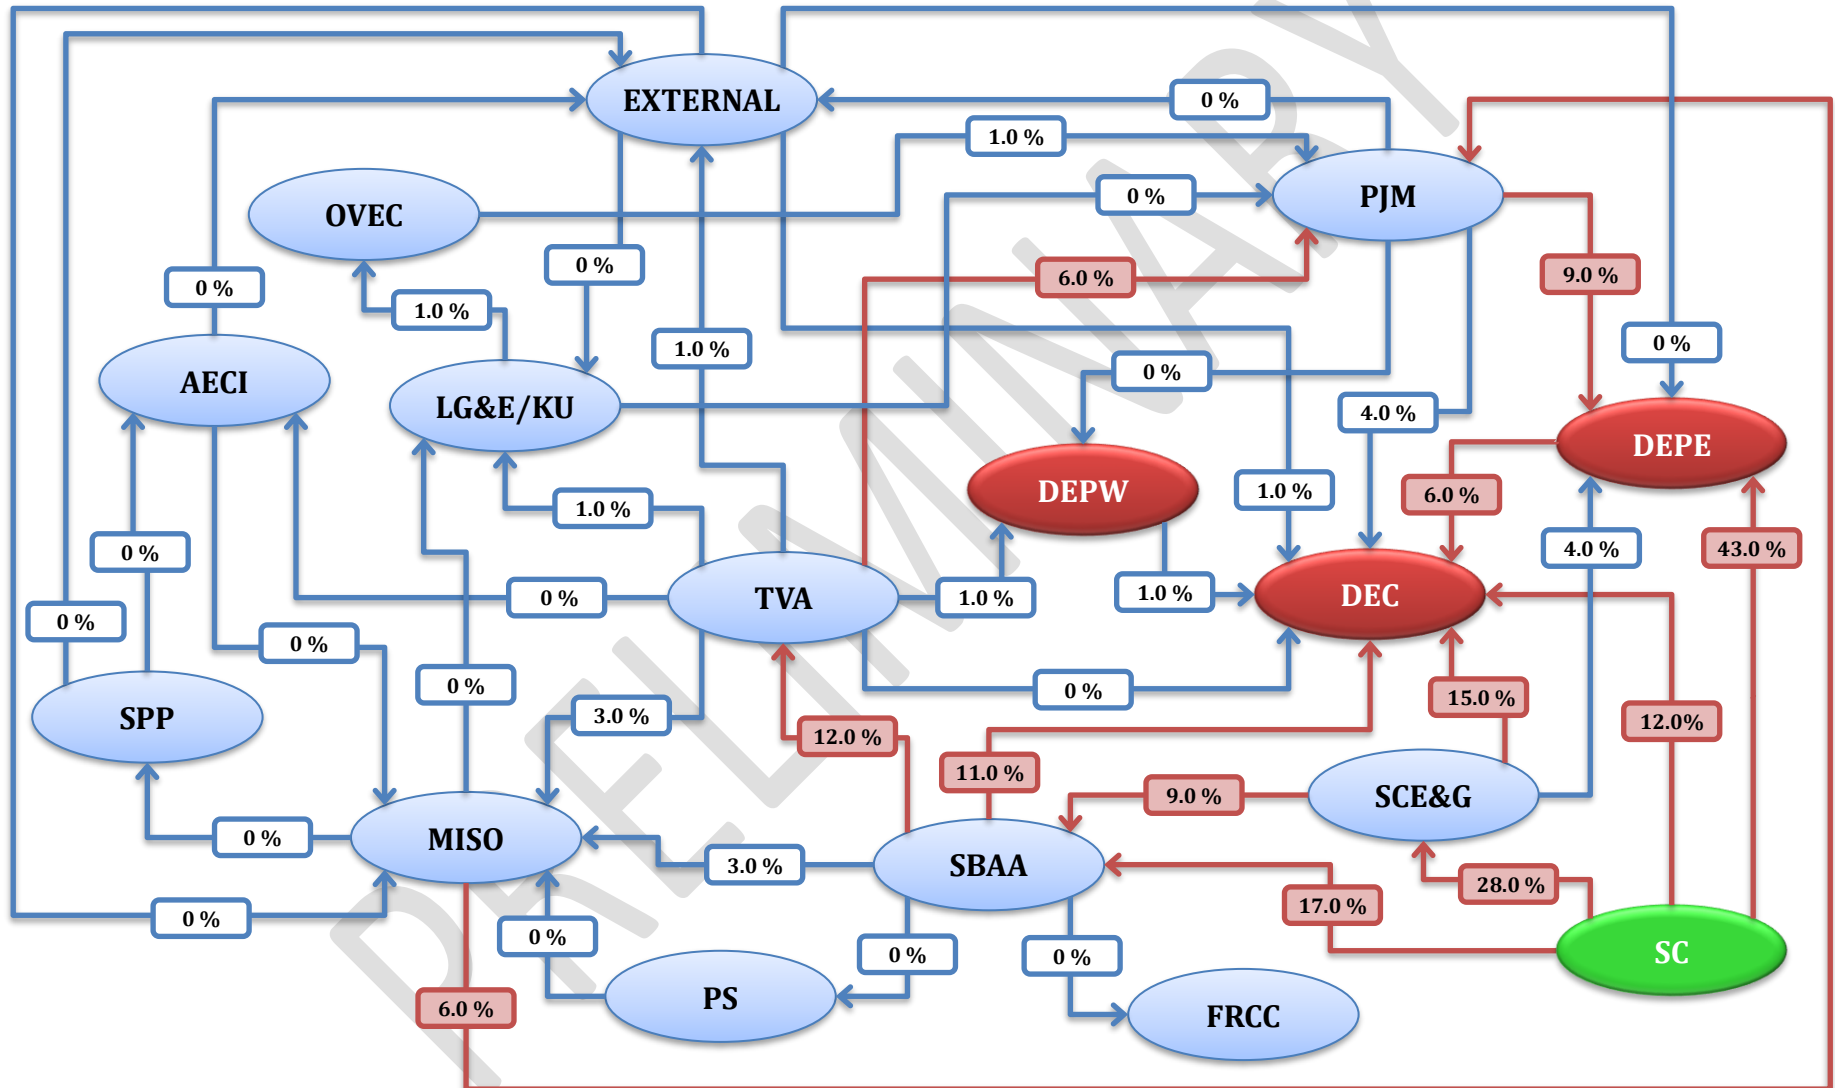 EXTERNAL
0 %
1.0 %
PJM
0 %
OVEC
0 %
6.0 %
9.0 %
0 %
1.0 %
1.0 %
0 %
AECI
0 %
LG&E/KU
4.0 %
DEPE
DEPW
1.0 %
6.0 %
1.0 %
0 %
4.0 %
43.0 %
TVA
0 %
1.0 %
1.0 %
DEC
0 %
0 %
0 %
0 %
15.0 %
SPP
3.0 %
12.0 %
12.0%
11.0 %
9.0 %
SCE&G
0 %
MISO
3.0 %
SBAA
28.0 %
17.0 %
0 %
0 %
0 %
0 %
SC
PS
6.0 %
FRCC
PRELIMINARY